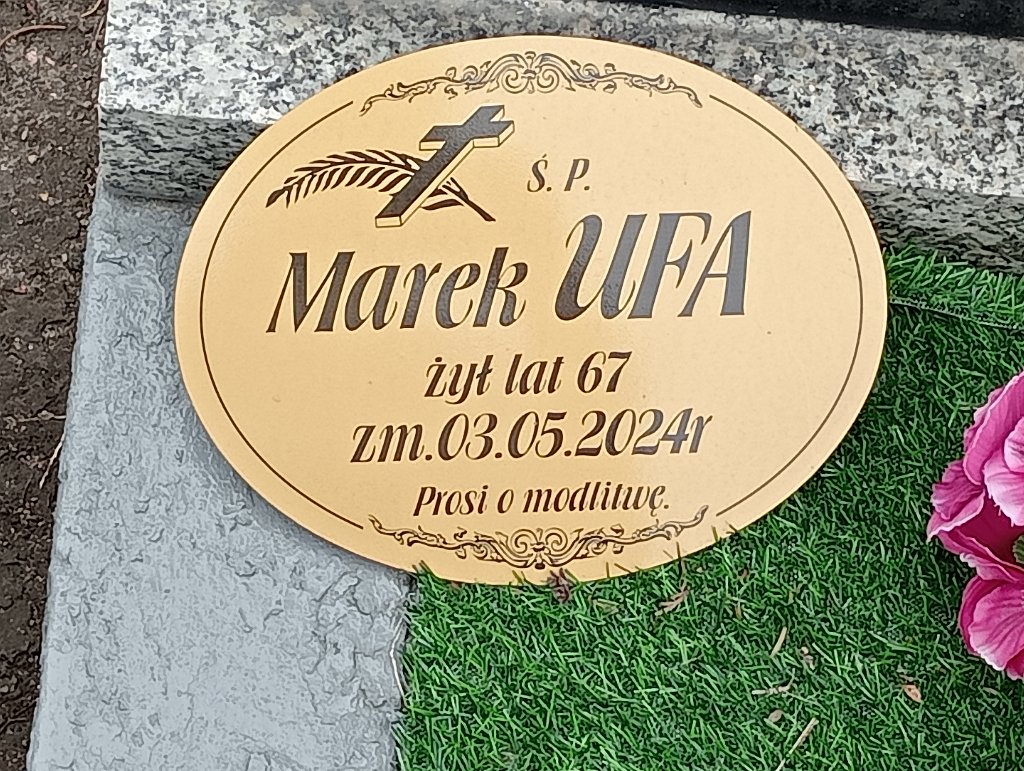 Ś. P.
Marek UFA
żył lat 67
zm.03.05.2024r
Prosi o modlitwę.